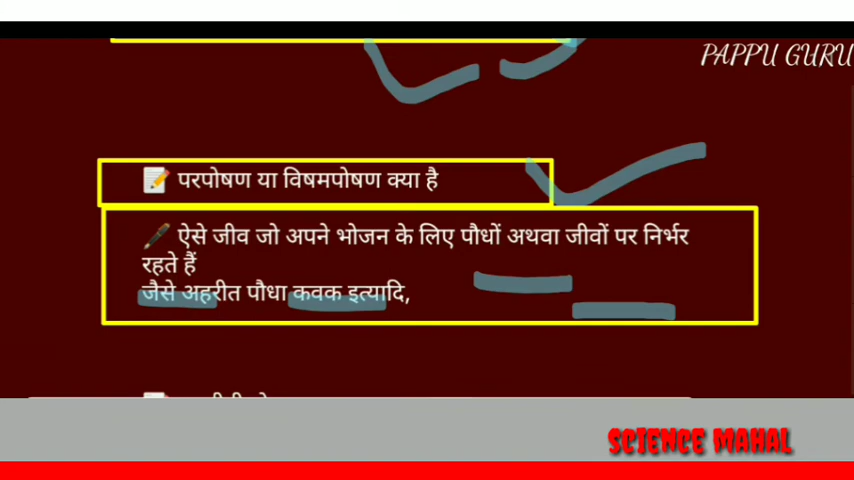 PAPPU GURU
📝 परपोषण या विषमपोषण क्या है
🖋️ ऐसे जीव जो अपने भोजन के लिए पौधों अथवा जीवों पर निर्भर
रहते हैं
जैसे अहरीत पौधा कवक इत्यादि,
SCIENCE MAHAL